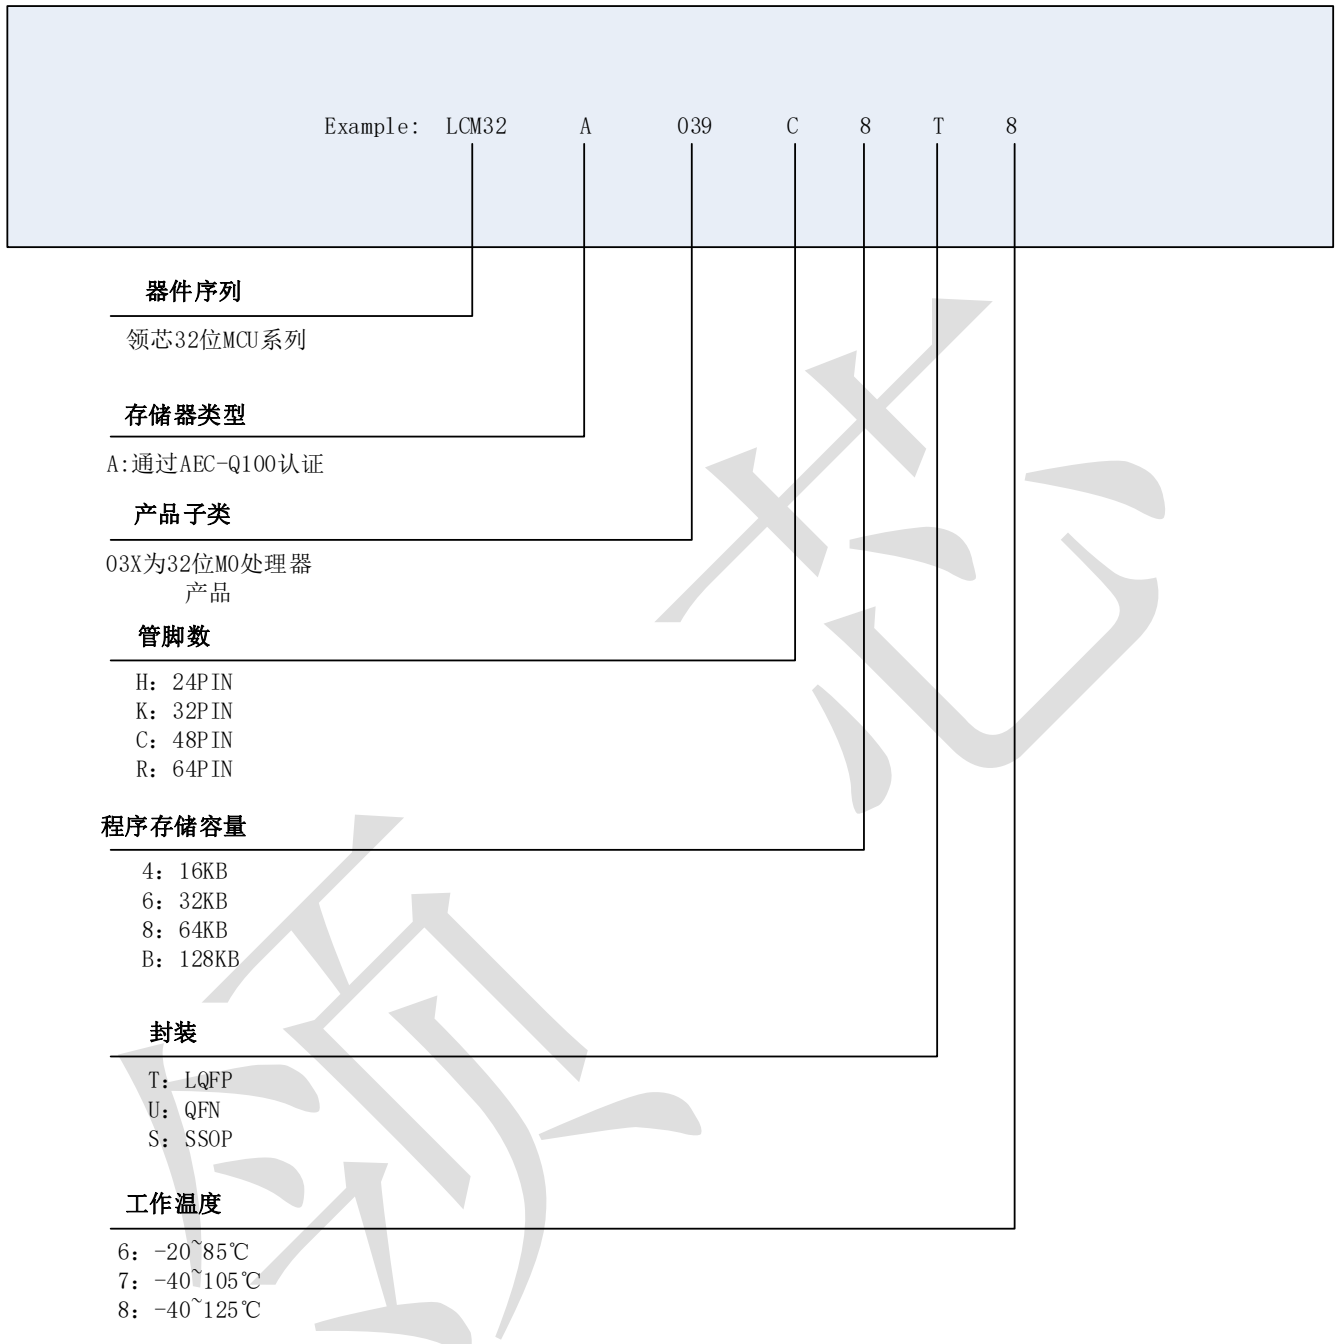 Example: LCM32 A 039 C 8 T 8
器件序列
领芯32位MCU系列
存储器类型
A:通过AEC-Q100认证
产品子类
03X为32位M0处理器
产品
管脚数
H：24PIN
K：32PIN
C：48PIN
R：64PIN
程序存储容量
4：16KB
6：32KB
8：64KB
B：128KB
封装
T：LQFP
U：QFN
S：SSOP
工作温度
6：-20~85℃
7：-40~105℃
8：-40~125℃
领芯